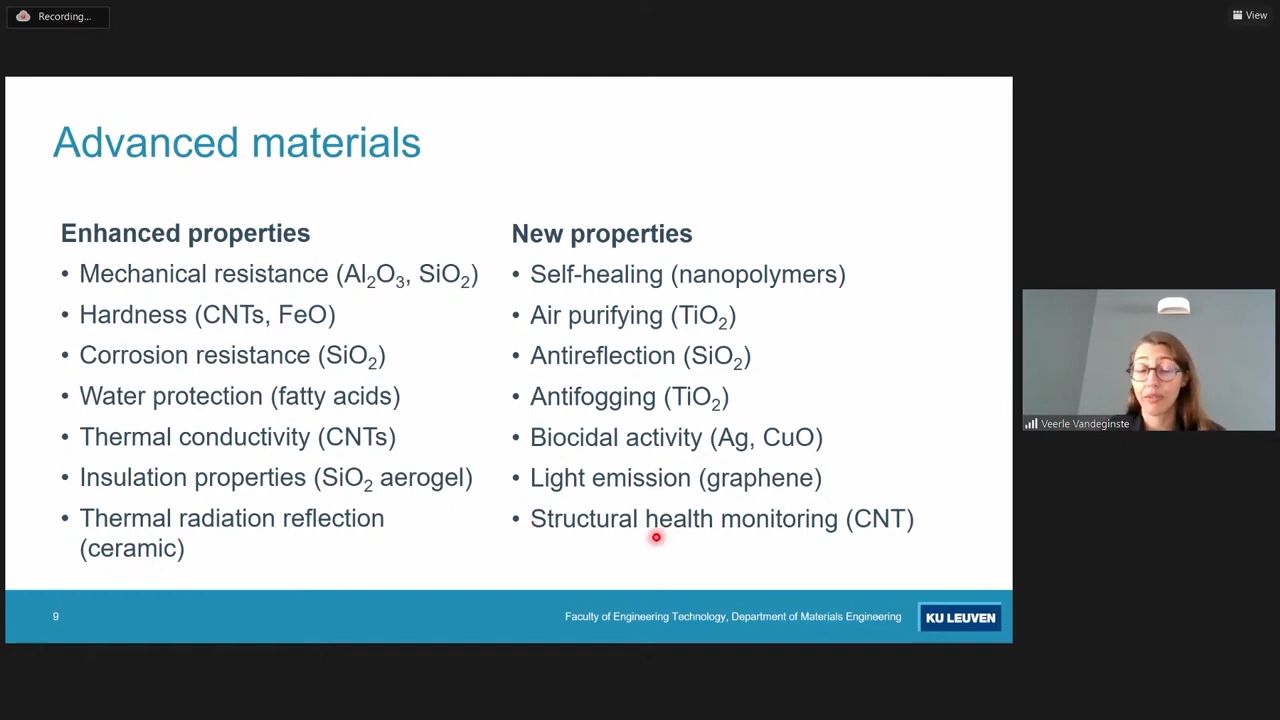 Recording...
View
Advanced materials
Enhanced properties
• Mechanical resistance (Al₂O₃, SiO₂)
• Hardness (CNTs, FeO)
• Corrosion resistance (SiO₂)
• Water protection (fatty acids)
• Thermal conductivity (CNTs)
• Insulation properties (SiO₂ aerogel)
• Thermal radiation reflection
(ceramic)
New properties
• Self-healing (nanopolymers)
• Air purifying (TiO₂)
• Antireflection (SiO₂)
• Antifogging (TiO₂)
• Biocidal activity (Ag, CuO)
• Light emission (graphene)
• Structural health monitoring (CNT)
Veerle Vandeginste
9
Faculty of Engineering Technology, Department of Materials Engineering
KU LEUVEN